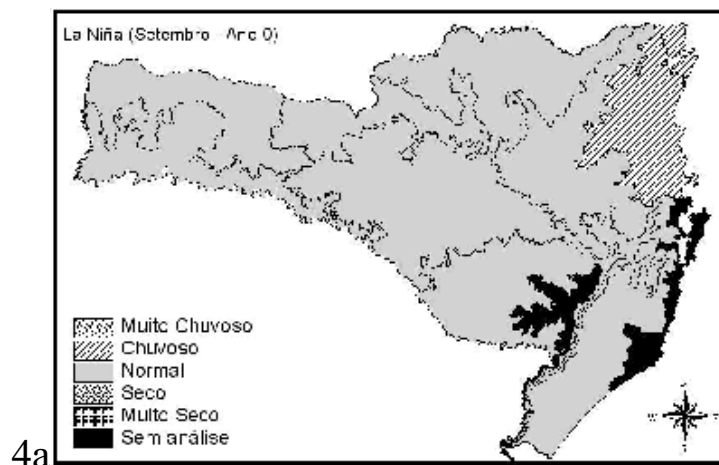 La Niña (Setembro - Ano 0)
Muito Chuvoso
Chuvoso
Normal
Seco
Muito Seco
Sem análise
4a